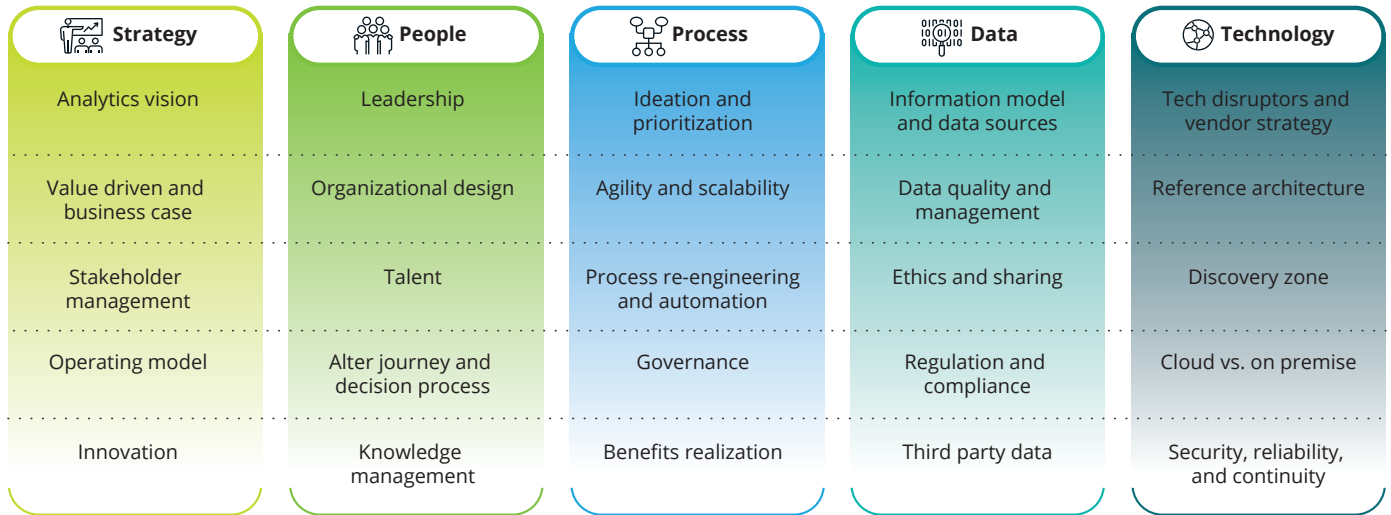 Strategy
People
Process
Data
Technology
Analytics vision
Leadership
Ideation and
prioritization
Information model
and data sources
Tech disruptors and
vendor strategy
Value driven and
business case
Organizational design
Agility and scalability
Data quality and
management
Reference architecture
Stakeholder
management
Talent
Process re-engineering
and automation
Ethics and sharing
Discovery zone
Operating model
Alter journey and
decision process
Governance
Regulation and
compliance
Cloud vs. on premise
Innovation
Knowledge
management
Benefits realization
Third party data
Security, reliability,
and continuity